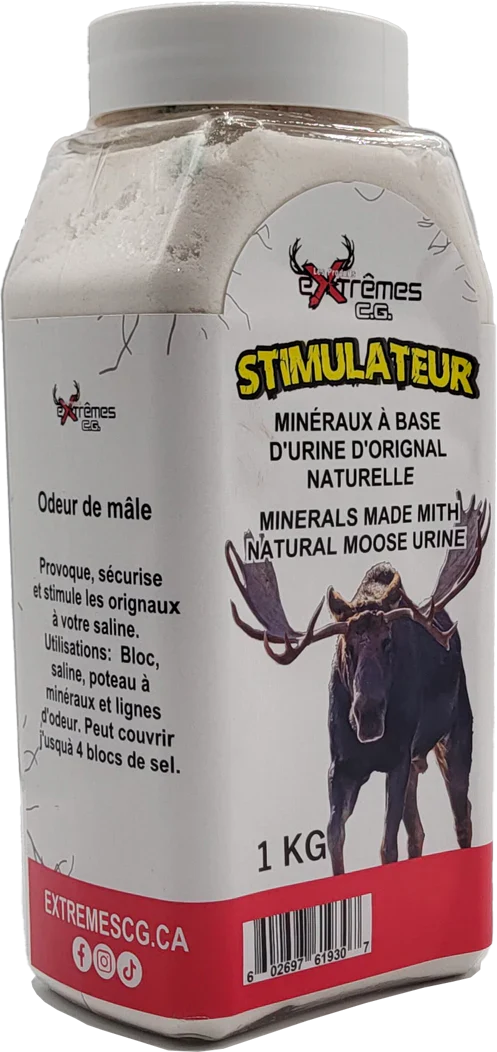 eXtrêmes
C.G.
STIMULATEUR
MINÉRAUX À BASE
D'URINE D'ORIGNAL
NATURELLE
MINERALS MADE MITH
NATURAL MOOSE URINE
1 KG
6 02697 61930 7
eXtrêmes
C.G.
Odeur de mâle
Provoque, sécurise
et stimule les orignaux
à votre saline.
Utilisations: Bloc,
saline, poteau à
minéraux et lignes
d'odeur. Peut couvrir
jusquà 4 blocs de sel.
EXTREMESCG.CA